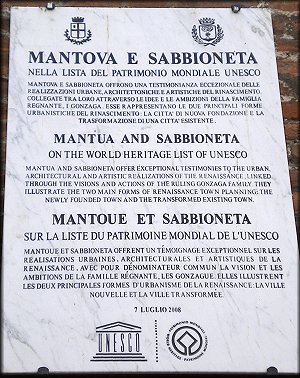 MANTOVA E SABBIONETA
NELLA LISTA DEL PATRIMONIO MONDIALE UNESCO
MANTOVA E SABBIONETA OFFRONO UNA TESTIMONIANZA ECCEZIONALE DELLE
REALIZZAZIONI URBANE, ARCHITETTONICHE E ARTISTICHE DEL RINASCIMENTO
COLLEGATE TRA LORO ATTRAVERSO LE IDEE E LE AMBIZIONI DELLA FAMIGLIA
REGNANTE, I GONZAGA. ESSE RAPPRESENTANO LE DUE PRINCIPALI FORME
URBANISTICHE DEL RINASCIMENTO: LA CITTA' DI NUOVA FONDAZIONE E LA
TRASFORMAZIONE DI UNA CITTA' ESISTENTE.
MANTUA AND SABBIONETA
ON THE WORLD HERITAGE LIST OF UNESCO
MANTUA AND SABBIONETA OFFER EXCEPTIONAL TESTIMONIES TO THE URBAN,
ARCHITECTURAL AND ARTISTIC REALIZATION OF THE RENAISSANCE, LINKED
THROUGH THE VISIONS AND ACTIONS OF THE RULING GONZAGA FAMILY. THEY
ILLUSTRATE THE TWO MAIN FORMS OF RENAISSANCE TOWN PLANNING: THE
NEWLY FOUNDED TOWN AND THE TRANSFORMED EXISTING TOWN.
MANTOUE ET SABBIONETA
SUR LA LISTE DU PATRIMOINE MONDIAL DE L'UNESCO
MANTOUE ET SABBIONETA OFFRENT UN TÉMOIGNAGE EXCEPTIONNEL SUR LES
RÉALISATIONS URBAINES, ARCHITECTURALES ET ARTISTIQUES DE LA
RENAISSANCE, AVEC POUR DÉNOMINATEUR COMMUN LA VISION ET LES
AMBITIONS DE LA FAMILLE RÉGNANTE, LES GONZAGUE. ELLES ILLUSTRENT
LES DEUX PRINCIPALES FORMES D'URBANISME DE LA RENAISSANCE: LA VILLE
NOUVELLE ET LA VILLE TRANSFORMÉE.
7 LUGLIO 2008
UNESCO